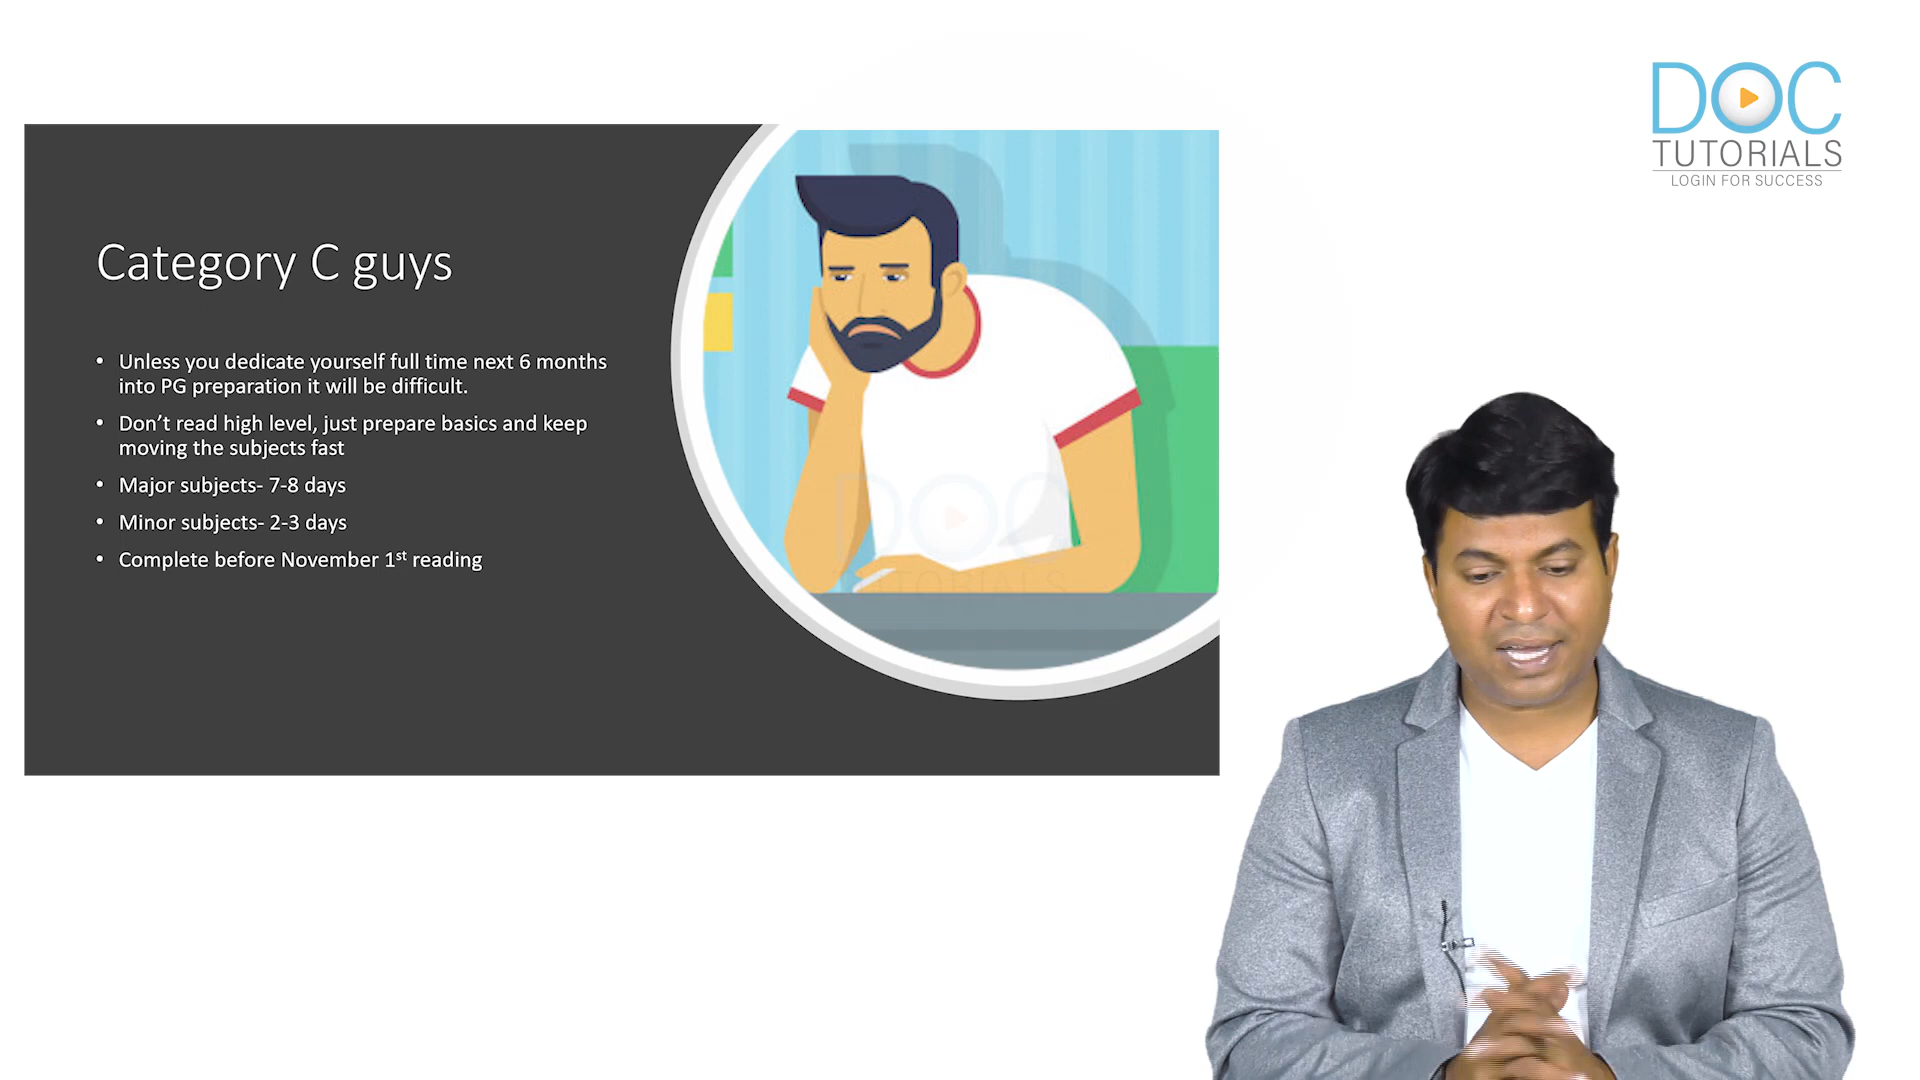 DOC
TUTORIALS
LOGIN FOR SUCCESS
Category C guys
• Unless you dedicate yourself full time next 6 months
into PG preparation it will be difficult.
• Don’t read high level, just prepare basics and keep
moving the subjects fast
• Major subjects- 7-8 days
• Minor subjects- 2-3 days
• Complete before November 1st reading
DOC
TUTORIALS